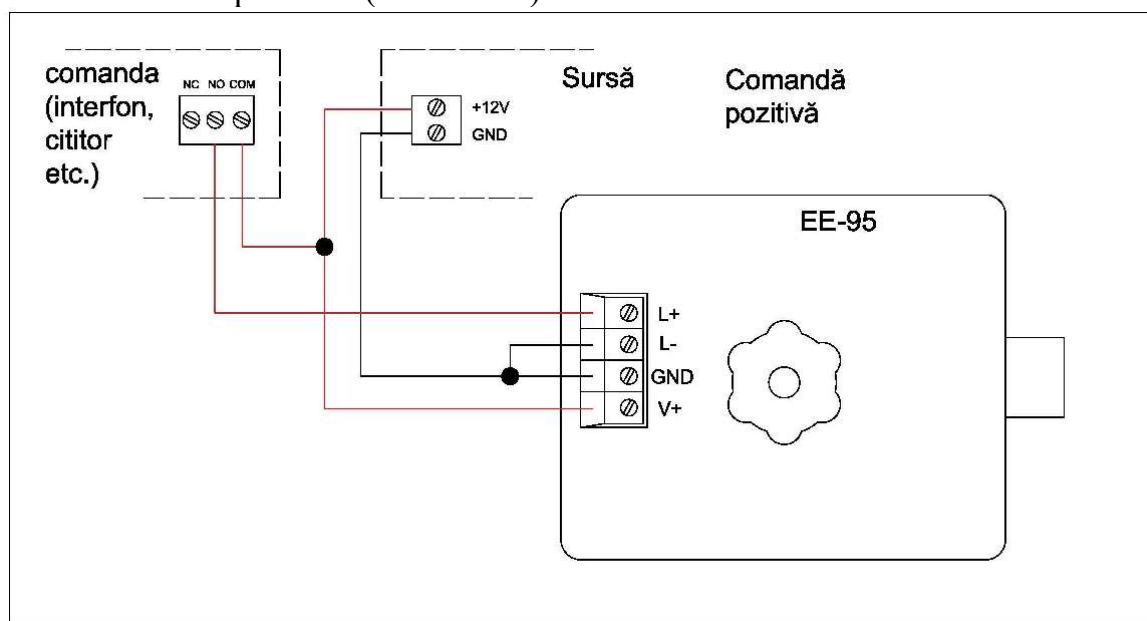 comanda
(interfon,
cititor
etc.)
NC NO COM
+12V
GND
Sursă
Comandă
pozitivă
EE-95
L+
L-
GND
V+